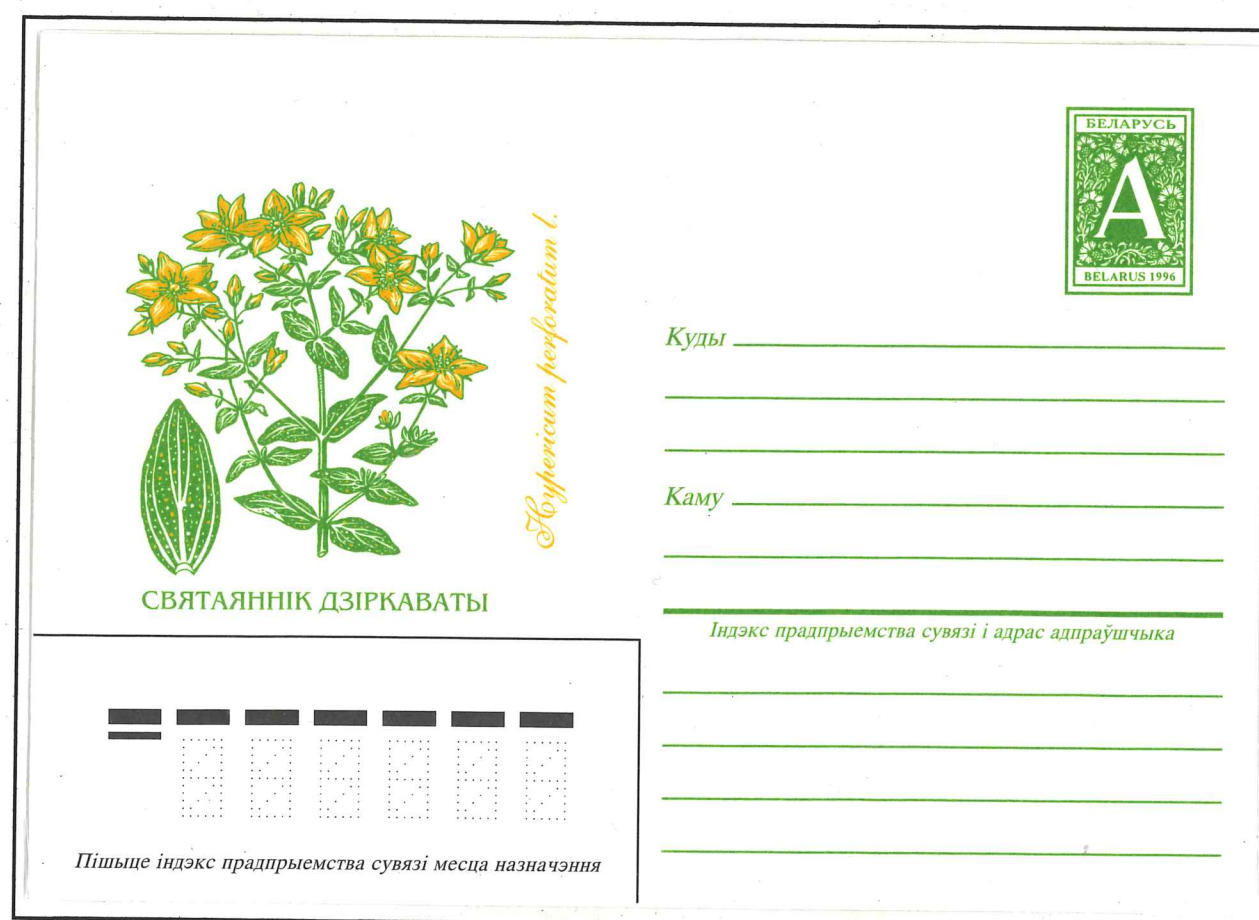 БЕЛАРУСЬ
А
BELARUS 1996
Hypericum perforatum l.
СВЯТАЯННІК ДЗІРКАВАТЫ
Куды
Каму
Індэкс прадпрыемства сувязі і адрас адпраўшчыка
Пішыце індэкс прадпрыемства сувязі месца назначэння